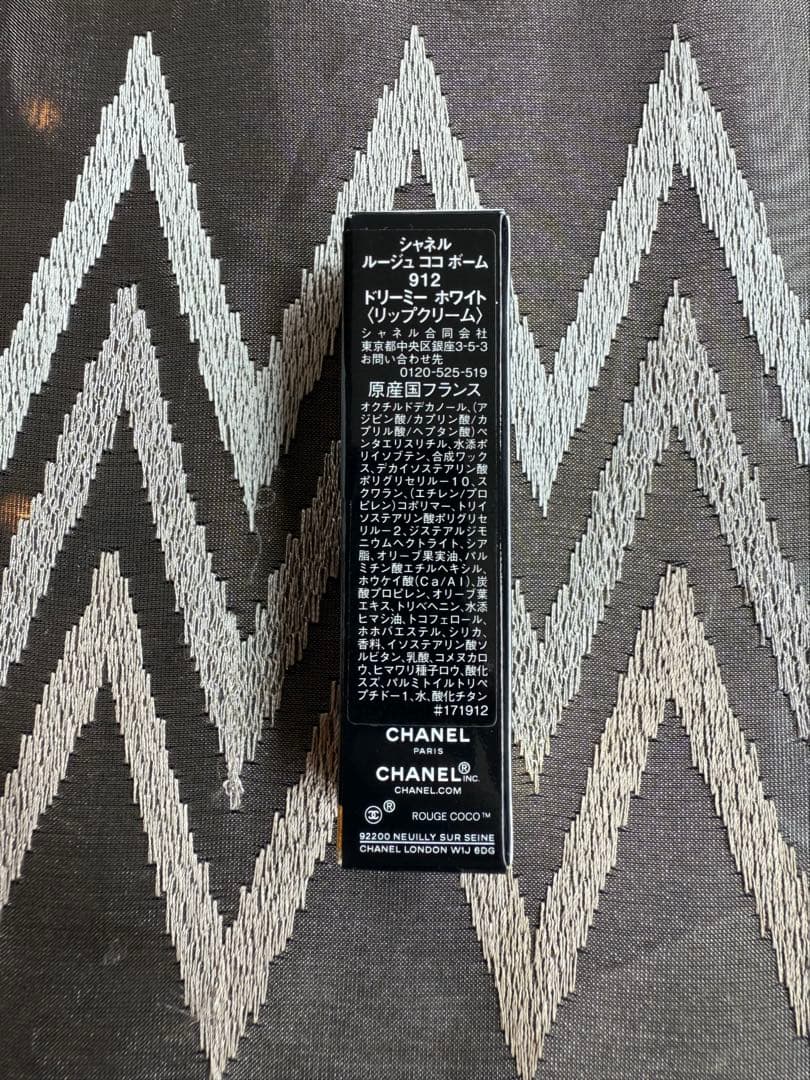 シャネル
ルージュ ココ ボーム
912
ドリーミー ホワイト
〈リップクリーム〉
シャネル合同会社
東京都中央区銀座3-5-3
お問い合わせ先
0120-525-519
原産国フランス
オクチルドデカノール、(ア
ジピン酸/カプリン酸/カ
プリル酸/ヘプタン酸)ペ
ンタエリスリチル、水添ポ
リイソブテン、合成ワック
ス、デカイソステアリン酸
ポリグリセリル-10、ス
クワラン、(エチレン/プロ
ピレン)コポリマー、トリイ
ソステアリン酸ポリグリセ
リル-2、ジステアルジモ
ニウムヘクトライト、シア
脂、オリーブ果実油、パル
ミチン酸エチルヘキシル、
ホウケイ酸(Ca/Al)、炭
酸プロピレン、オリーブ葉
エキス、トリベヘニン、水添
ヒマシ油、トコフェロール、
ホホバエステル、シリカ、
香料、イソステアリン酸ソ
ルビタン、乳酸、コメヌカロ
ウ、ヒマワリ種子ロウ、酸化
スズ、パルミトイルトリペ
プチド-1、水、酸化チタン
#171912
CHANEL
PARIS
CHANEL® INC.
CHANEL.COM
® ROUGE COCO™
92200 NEUILLY SUR SEINE
CHANEL LONDON W1J 6DG